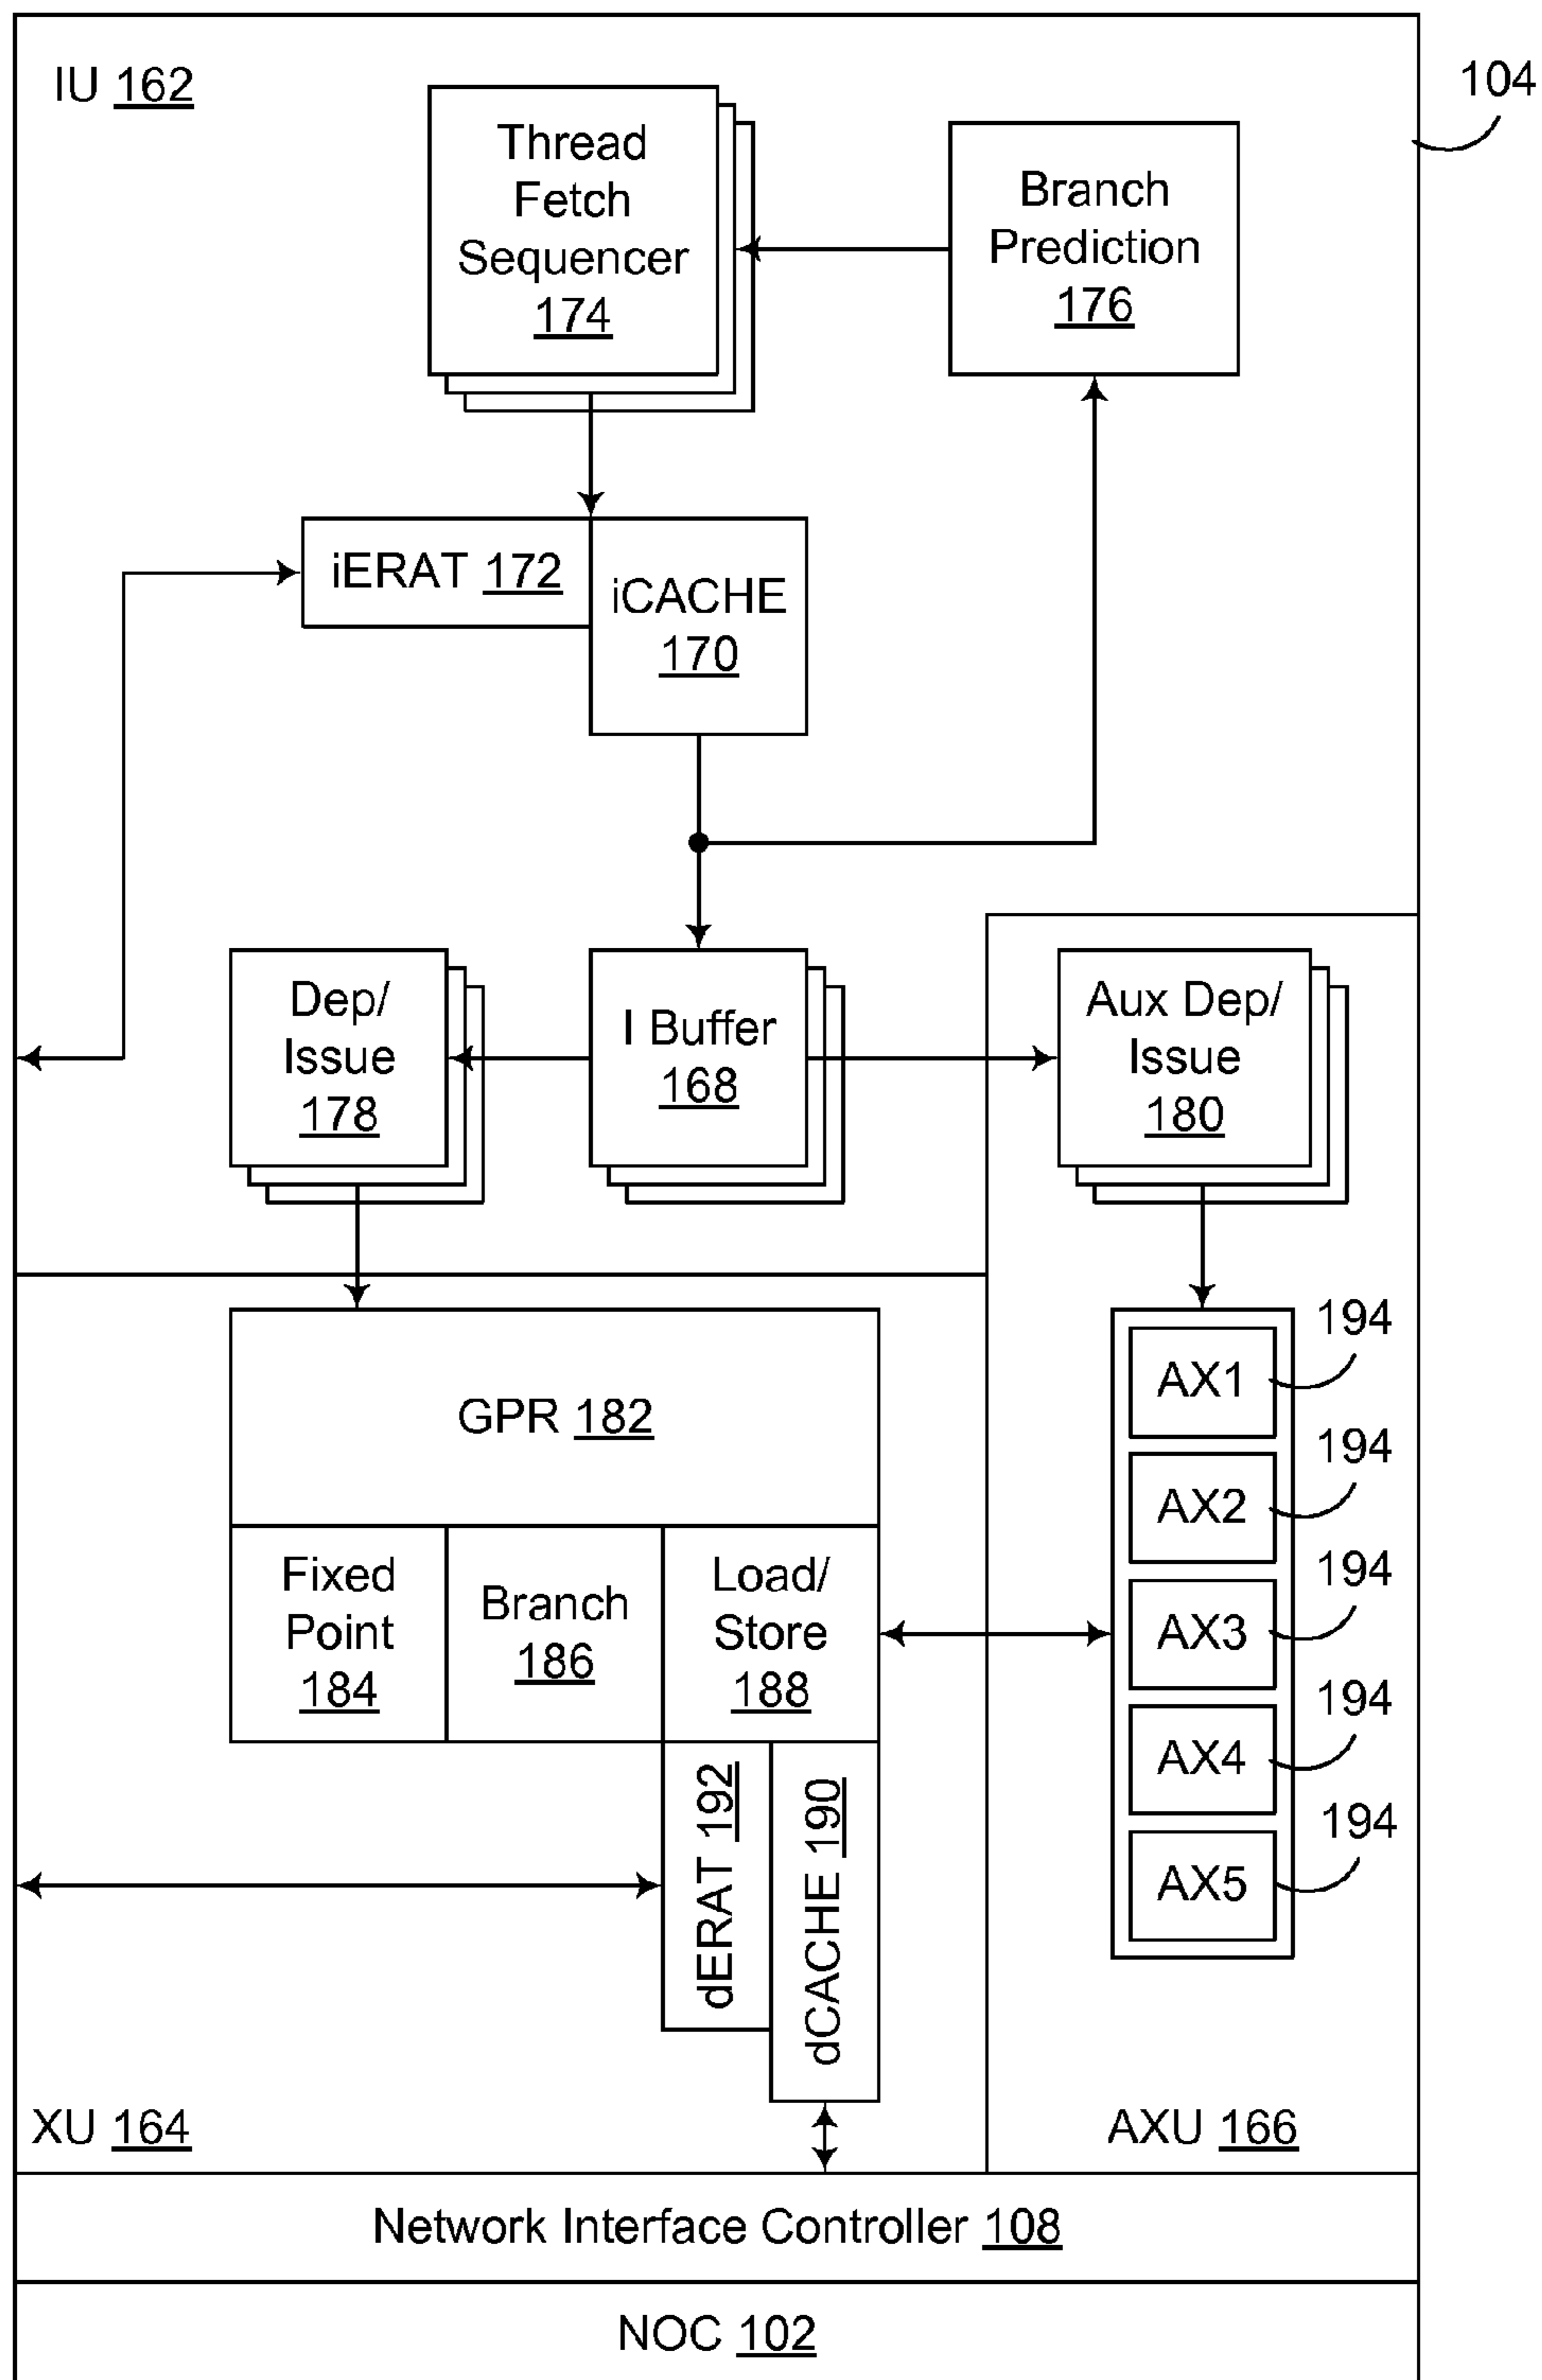 IU 162
104
Thread
Fetch
Sequencer
174
Branch
Prediction
176
iERAT 172
iCACHE
170
Dep/
Issue
178
I Buffer
168
Aux Dep/
Issue
180
GPR 182
Fixed
Point
184
Branch
186
Load/
Store
188
dERAT 192
dCACHE 190
AX1
194
AX2
194
AX3
194
AX4
194
AX5
194
XU 164
AXU 166
Network Interface Controller 108
NOC 102